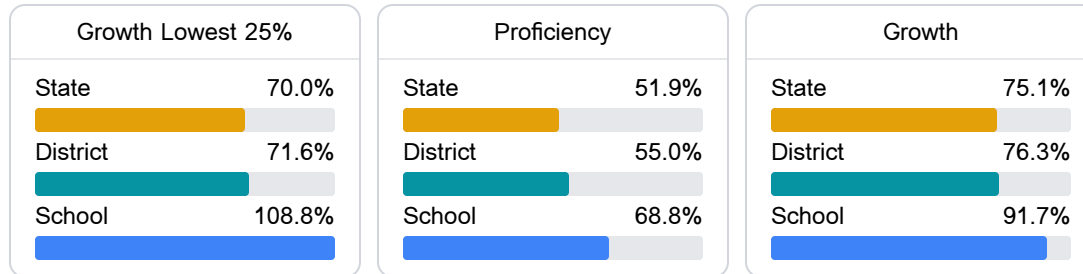 Growth Lowest 25%
State 70.0%
District 71.6%
School 108.8%
Proficiency
State 51.9%
District 55.0%
School 68.8%
Growth
State 75.1%
District 76.3%
School 91.7%